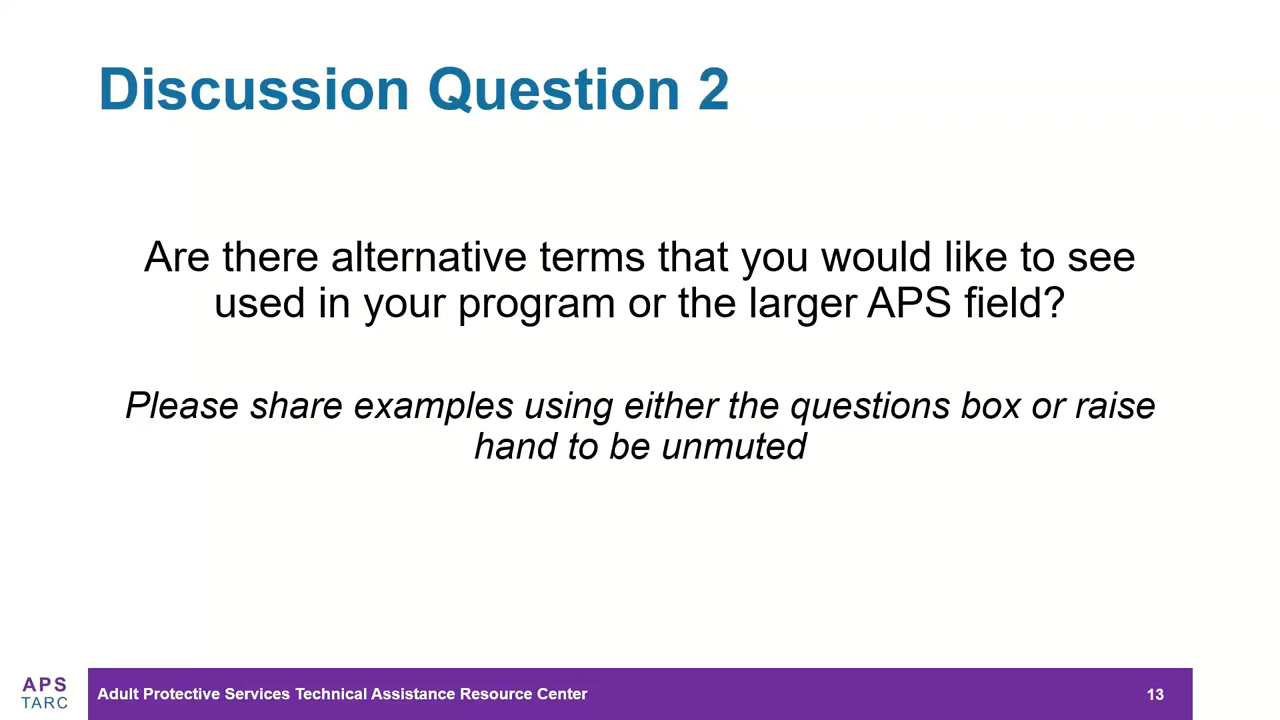 Discussion Question 2
Are there alternative terms that you would like to see
used in your program or the larger APS field?
Please share examples using either the questions box or raise
hand to be unmuted
APS
TARC
Adult Protective Services Technical Assistance Resource Center
13